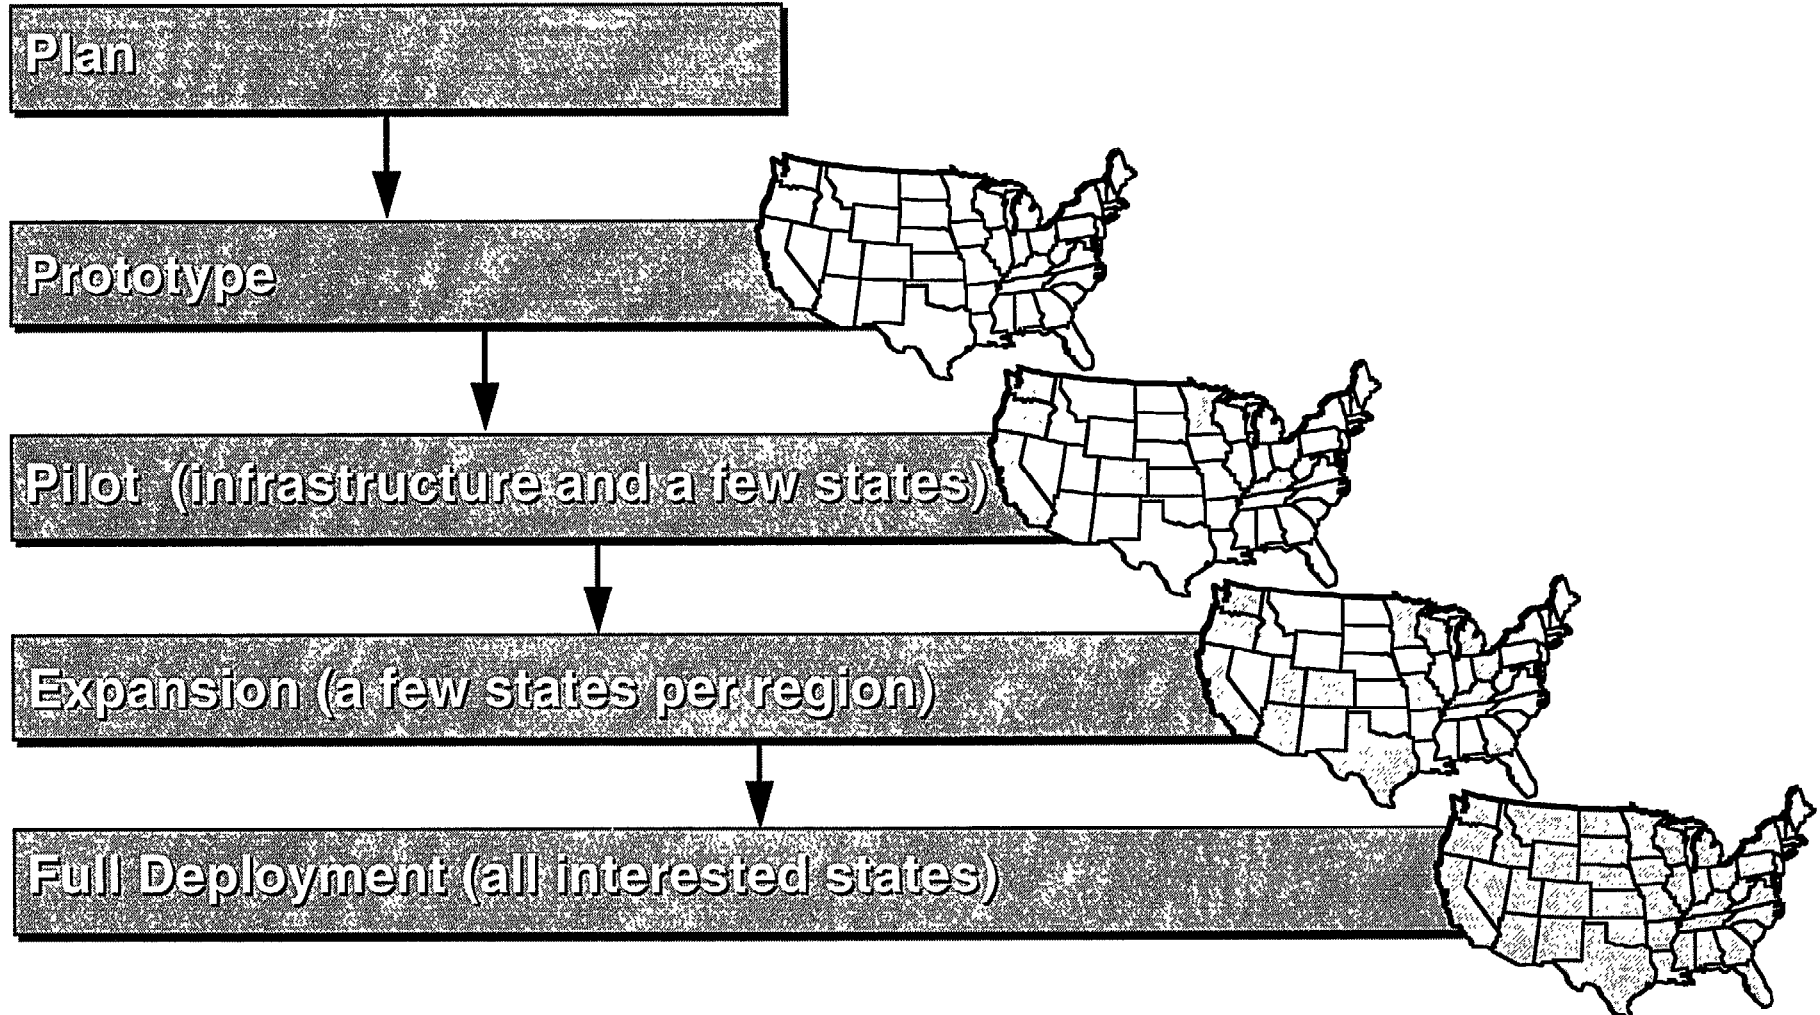 Plan
Prototype
Pilot (infrastructure and a few states)
Expansion (a few states per region)
Full Deployment (all interested states)